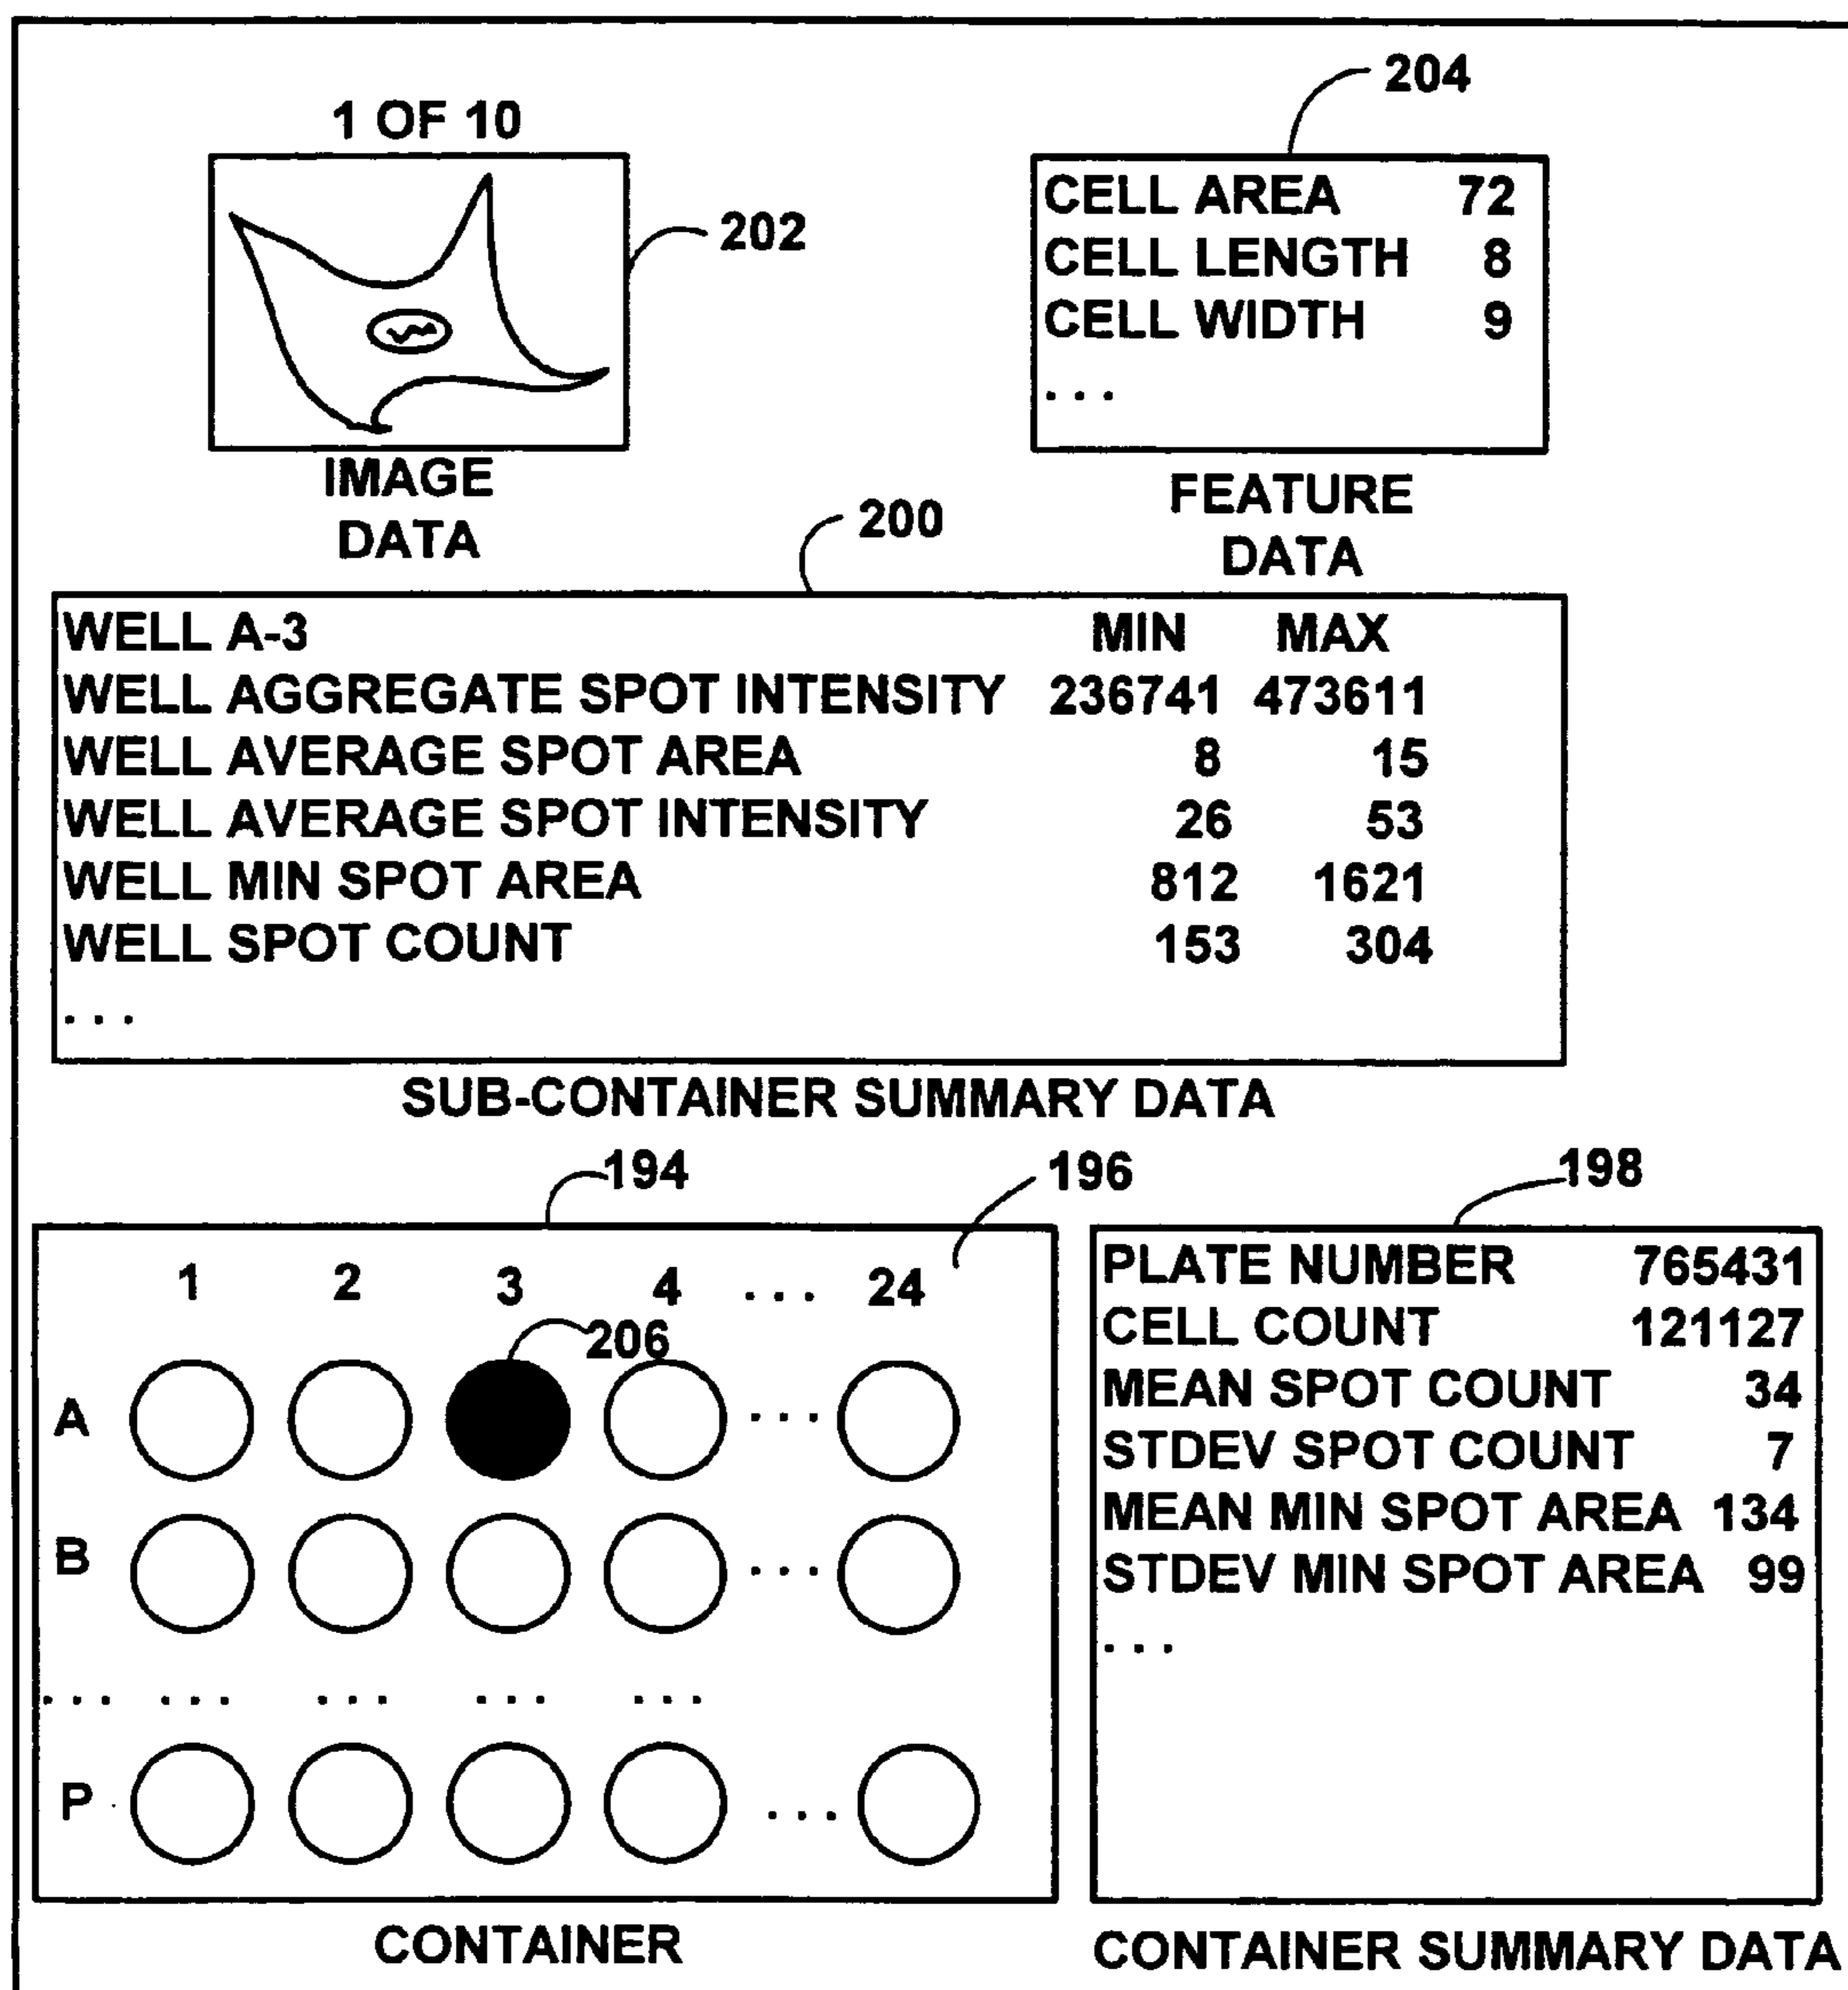 204
1 OF 10
202
CELL AREA 72
CELL LENGTH 8
CELL WIDTH 9
. . .
IMAGE
DATA
FEATURE
DATA
200
WELL A-3 MIN MAX
WELL AGGREGATE SPOT INTENSITY 236741 473611
WELL AVERAGE SPOT AREA 8 15
WELL AVERAGE SPOT INTENSITY 26 53
WELL MIN SPOT AREA 812 1621
WELL SPOT COUNT 153 304
. . .
SUB-CONTAINER SUMMARY DATA
194 196 198
1 2 3 4 . . . 24
206
A . . .
B . . .
. . . . . . . . . . . . . . .
P . . .
CONTAINER
PLATE NUMBER 765431
CELL COUNT 121127
MEAN SPOT COUNT 34
STDEV SPOT COUNT 7
MEAN MIN SPOT AREA 134
STDEV MIN SPOT AREA 99
. . .
CONTAINER SUMMARY DATA